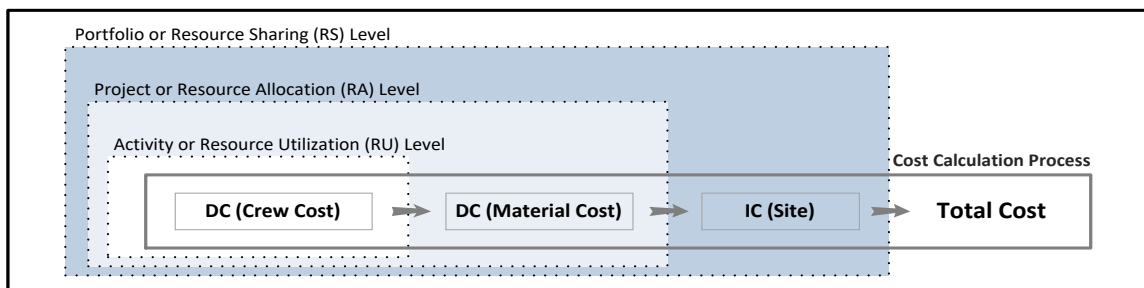 Portfolio or Resource Sharing (RS) Level
Project or Resource Allocation (RA) Level
Activity or Resource Utilization (RU) Level
Cost Calculation Process
DC (Crew Cost)
DC (Material Cost)
IC (Site)
Total Cost